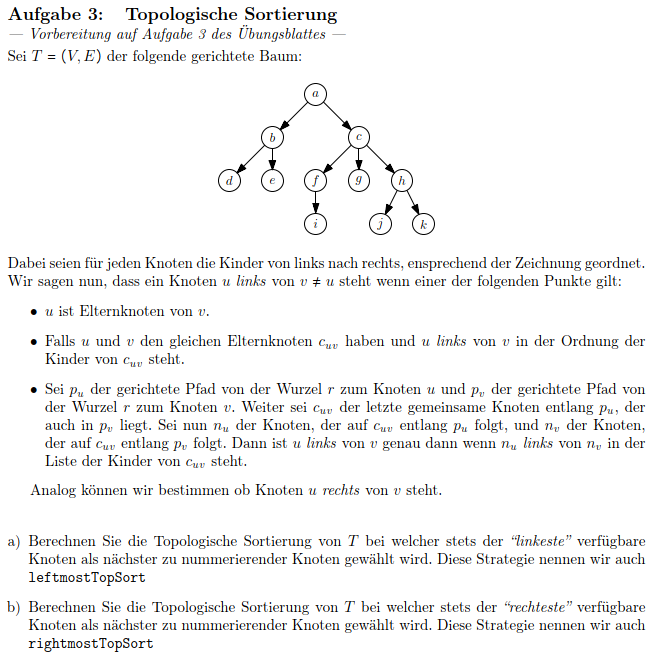 Aufgabe 3: Topologische Sortierung
— Vorbereitung auf Aufgabe 3 des Übungsblattes —
Sei T = (V, E) der folgende gerichtete Baum:
a
b c
d e f g h
i j k
Dabei seien für jeden Knoten die Kinder von links nach rechts, ensprechend der Zeichnung geordnet.
Wir sagen nun, dass ein Knoten u links von v ≠ u steht wenn einer der folgenden Punkte gilt:
• u ist Elternknoten von v.
• Falls u und v den gleichen Elternknoten c_{uv} haben und u links von v in der Ordnung der
Kinder von c_{uv} steht.
• Sei p_u der gerichtete Pfad von der Wurzel r zum Knoten u und p_v der gerichtete Pfad von
der Wurzel r zum Knoten v. Weiter sei c_{uv} der letzte gemeinsame Knoten entlang p_u, der
auch in p_v liegt. Sei nun n_u der Knoten, der auf c_{uv} entlang p_u folgt, und n_v der Knoten,
der auf c_{uv} entlang p_v folgt. Dann ist u links von v genau dann wenn n_u links von n_v in der
Liste der Kinder von c_{uv} steht.
Analog können wir bestimmen ob Knoten u rechts von v steht.
a) Berechnen Sie die Topologische Sortierung von T bei welcher stets der “linkeste” verfügbare
Knoten als nächster zu nummerierender Knoten gewählt wird. Diese Strategie nennen wir auch
leftmostTopSort
b) Berechnen Sie die Topologische Sortierung von T bei welcher stets der “rechteste” verfügbare
Knoten als nächster zu nummerierender Knoten gewählt wird. Diese Strategie nennen wir auch
rightmostTopSort